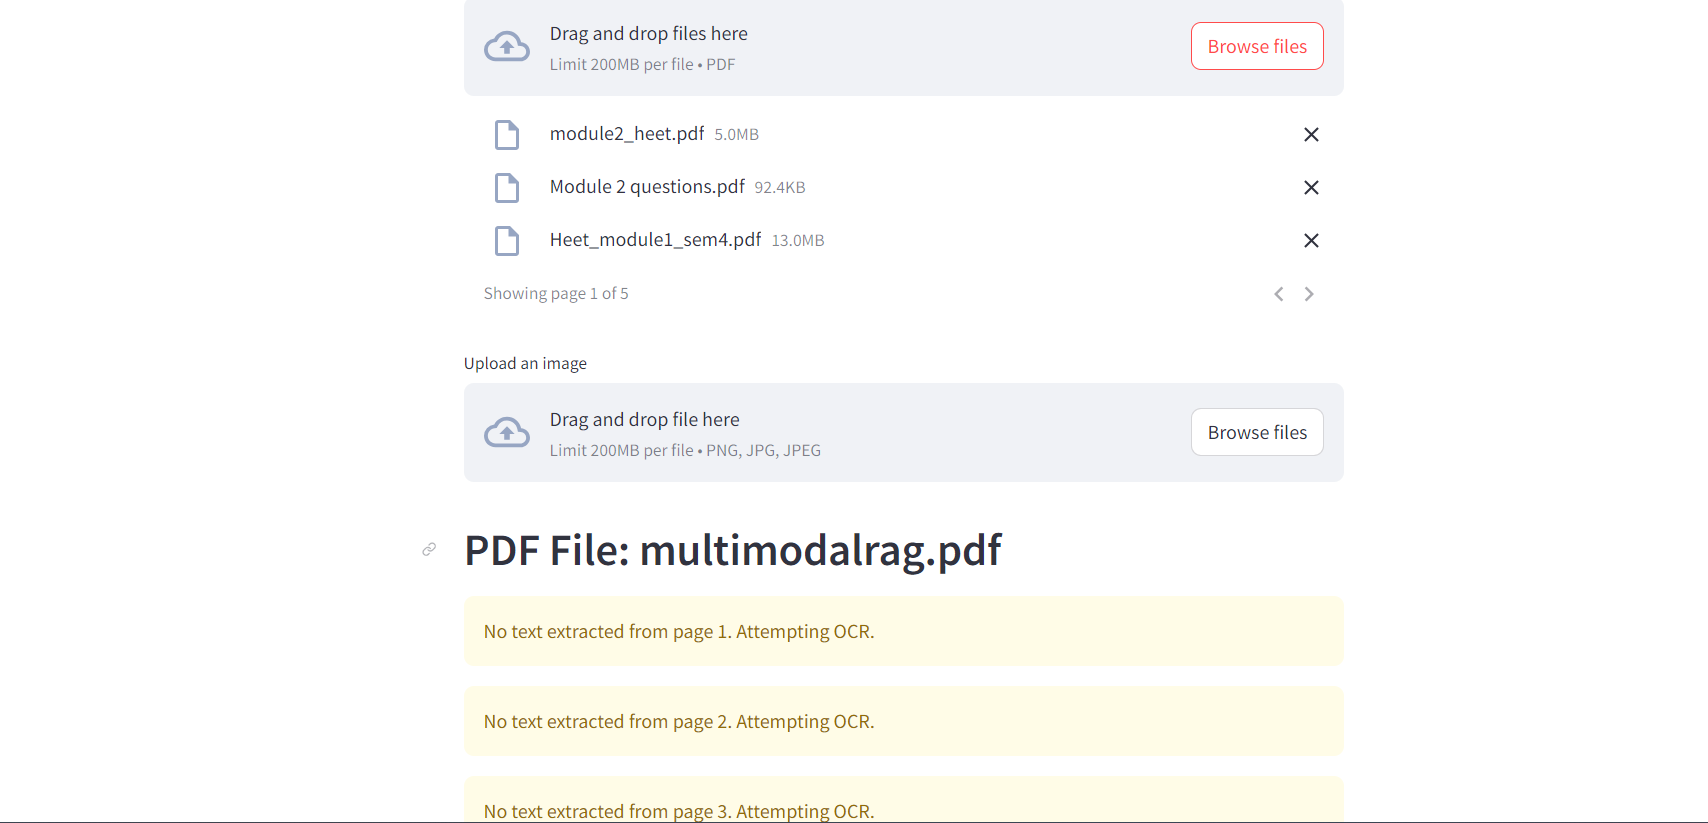 Drag and drop files here
Limit 200MB per file • PDF
Browse files
module2_heet.pdf 5.0MB
Module 2 questions.pdf 92.4KB
Heet_module1_sem4.pdf 13.0MB
Showing page 1 of 5
Upload an image
Drag and drop file here
Limit 200MB per file • PNG, JPG, JPEG
Browse files
PDF File: multimodalrag.pdf
No text extracted from page 1. Attempting OCR.
No text extracted from page 2. Attempting OCR.
No text extracted from page 3. Attempting OCR.